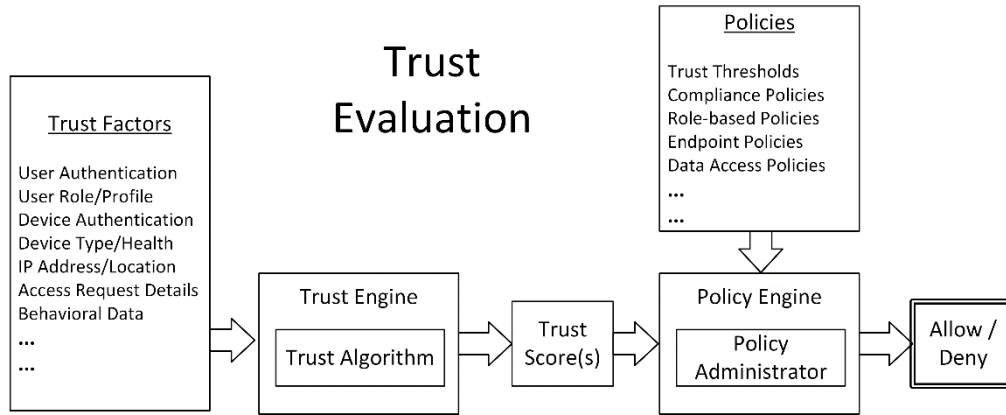 Trust
Evaluation
Trust Factors
User Authentication
User Role/Profile
Device Authentication
Device Type/Health
IP Address/Location
Access Request Details
Behavioral Data
...
...
Trust Engine
Trust Algorithm
Trust
Score(s)
Policies
Trust Thresholds
Compliance Policies
Role-based Policies
Endpoint Policies
Data Access Policies
...
...
Policy Engine
Policy
Administrator
Allow /
Deny